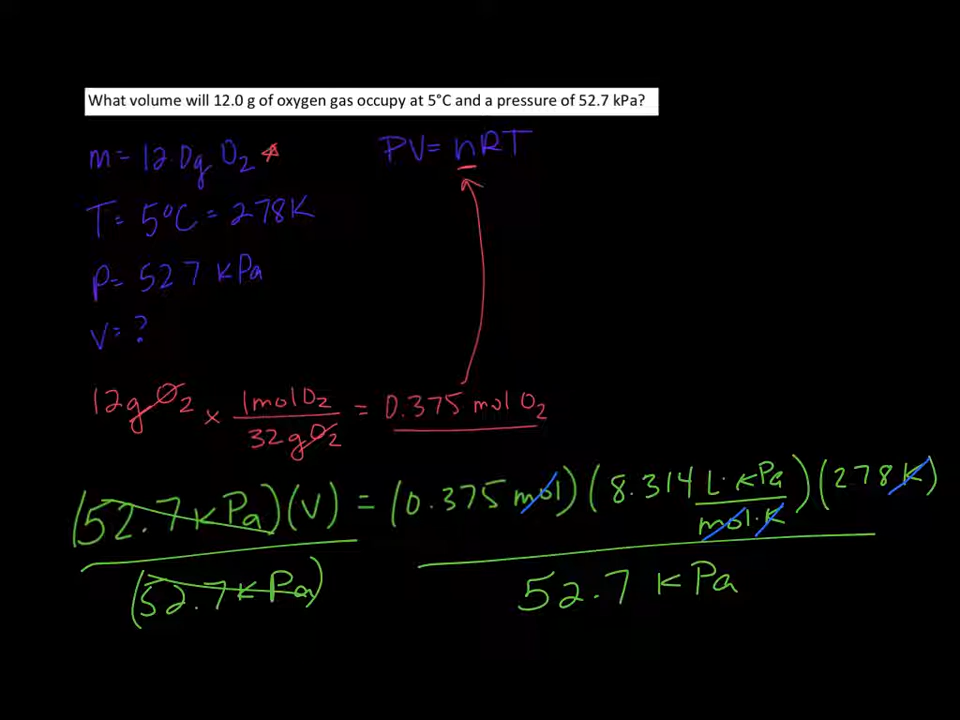 What volume will 12.0 g of oxygen gas occupy at 5°C and a pressure of 52.7 kPa?
m= 12.0g O₂ *
PV= nRT
T= 5°C = 278K
P= 52.7 kPa
V= ?
12g O₂ x 1mol O₂ / 32g O₂ = 0.375 mol O₂
(52.7 kPa)(V) = (0.375 mol)(8.314 L·kPa / mol·K)(278K)
(52.7 kPa) 52.7 kPa